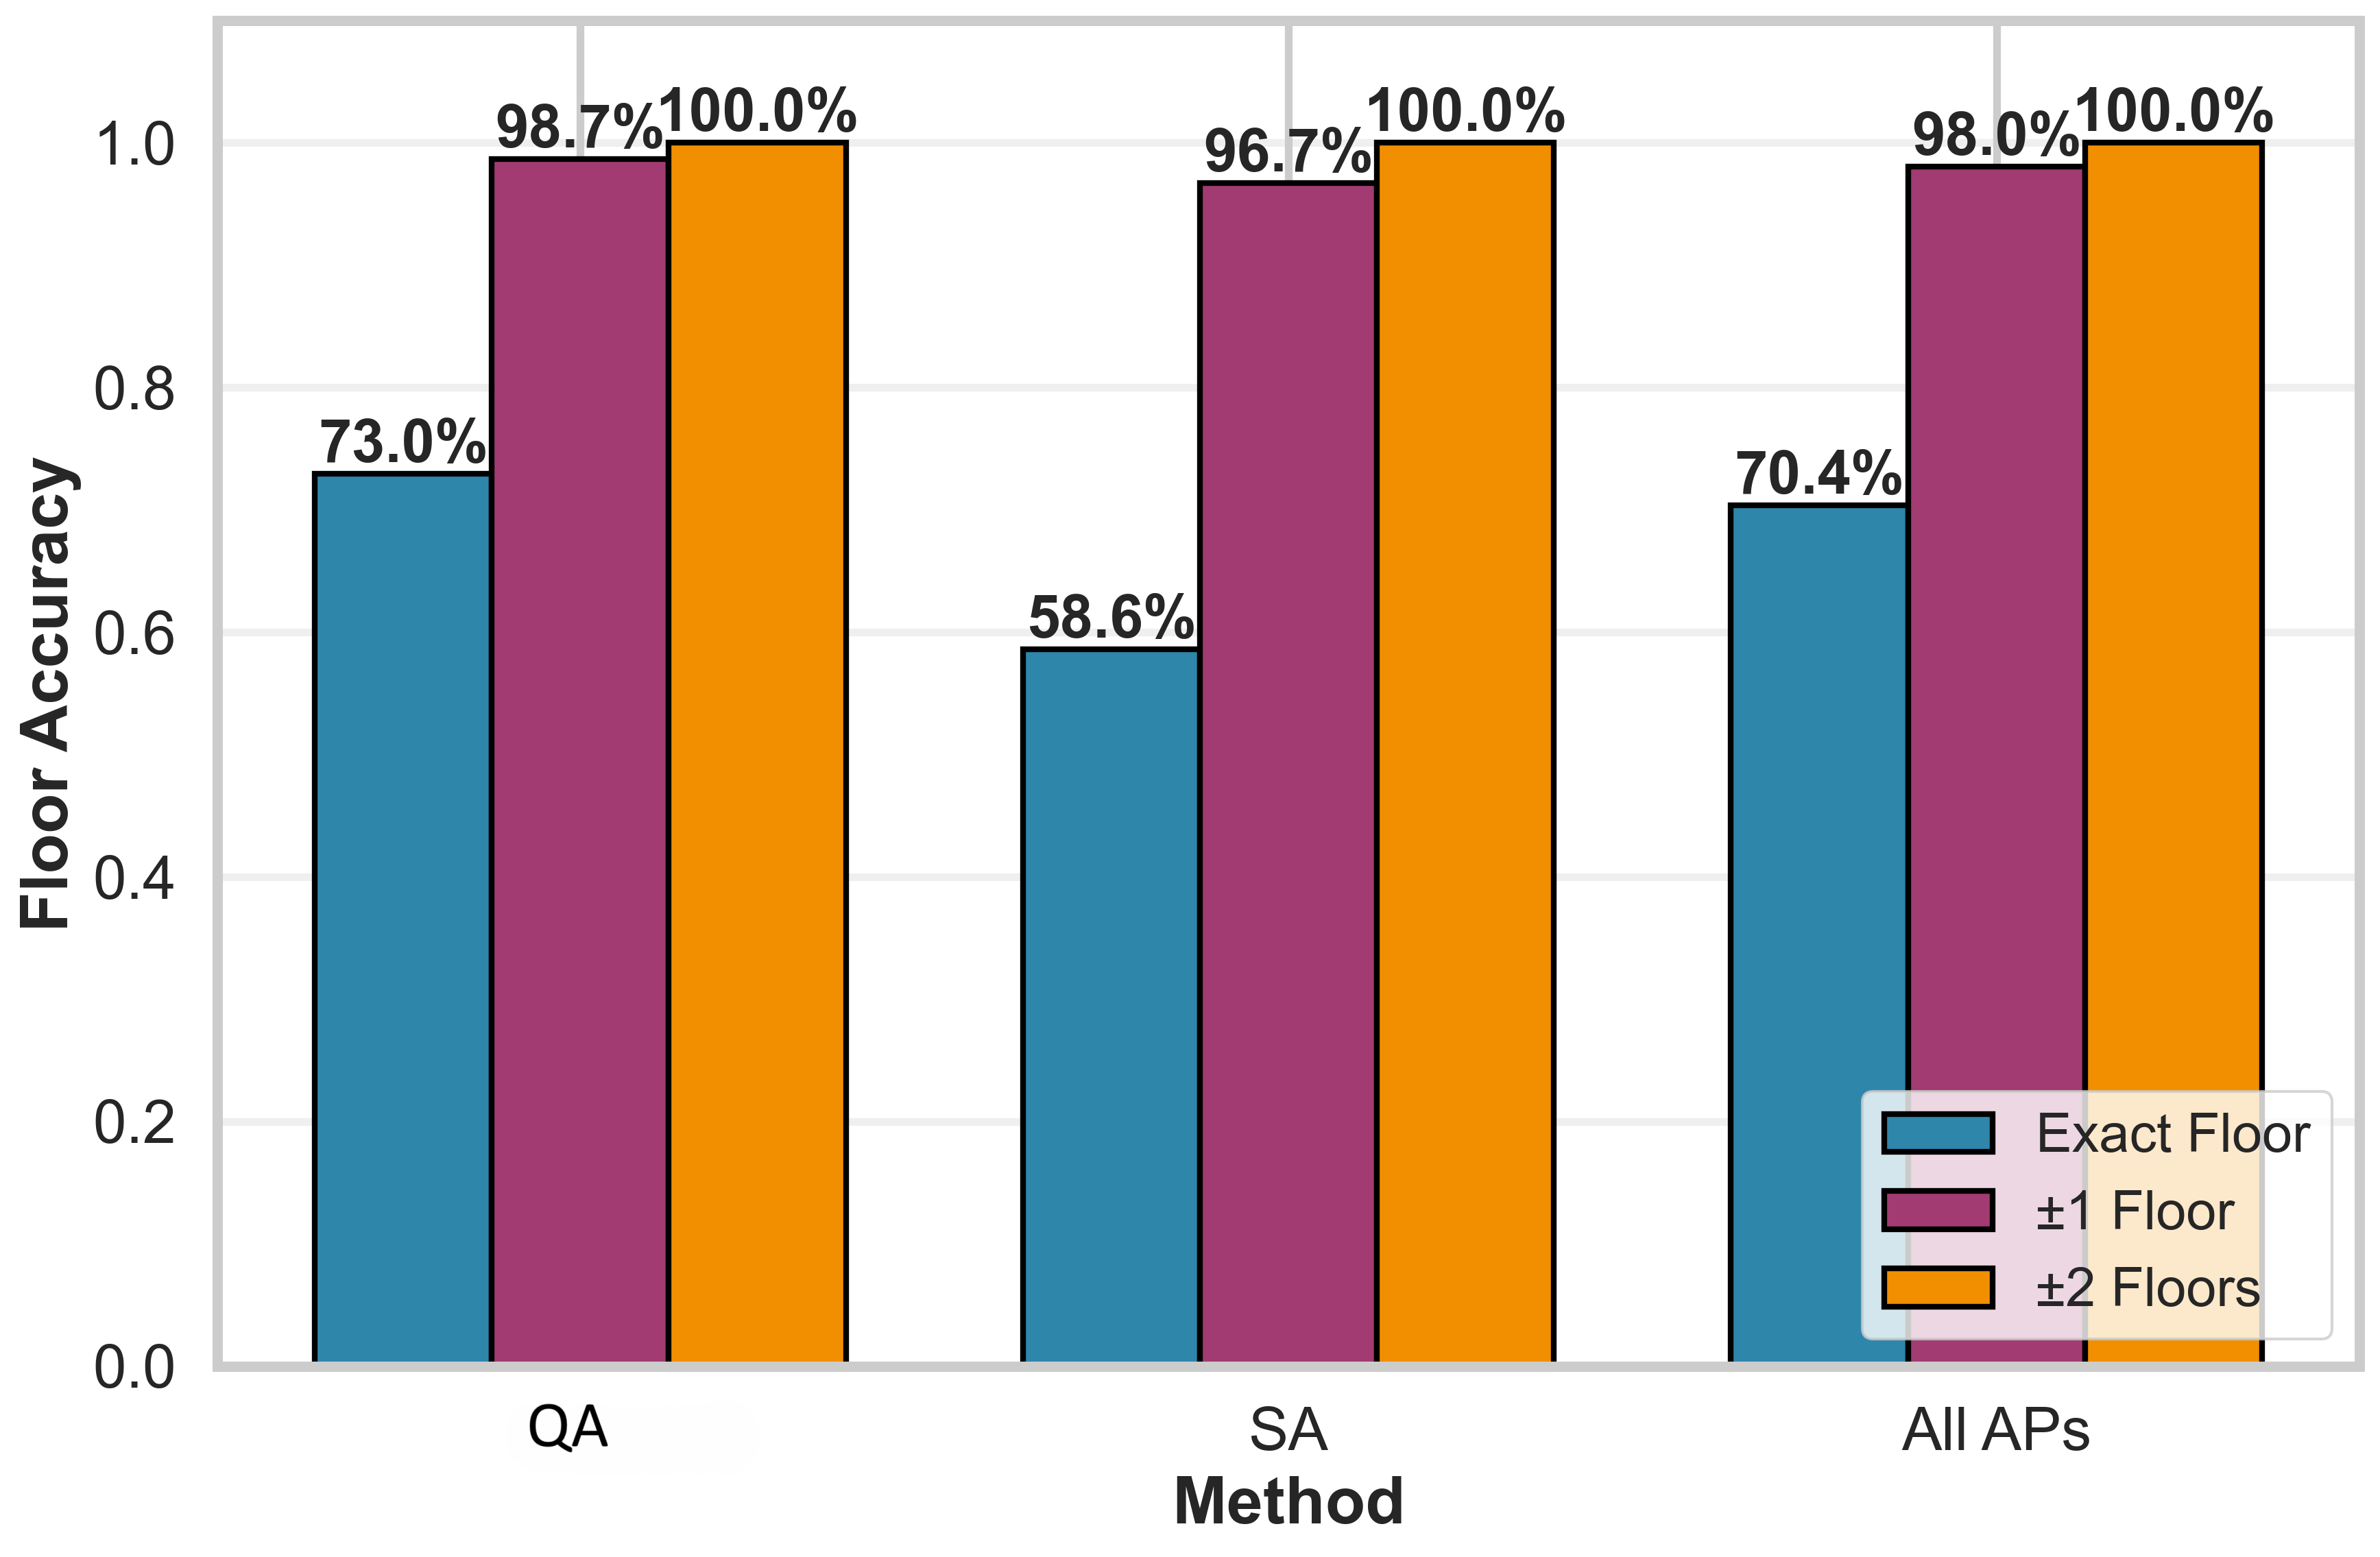 Floor Accuracy
1.0
0.8
0.6
0.4
0.2
0.0
73.0%
98.7%
100.0%
58.6%
96.7%
100.0%
70.4%
98.0%
100.0%
Exact Floor
±1 Floor
±2 Floors
QA
SA
All APs
Method